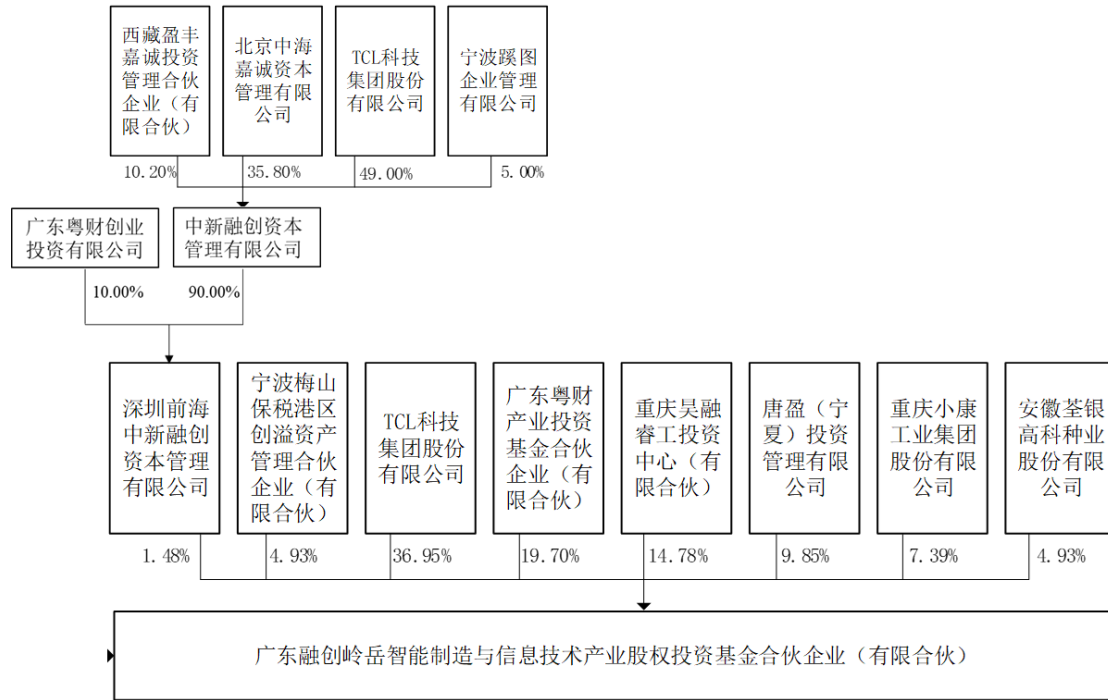 西藏盈丰
嘉诚投资
管理合伙
企业（有
限合伙）
北京中海
嘉诚资本
管理有限
公司
TCL科技
集团股份
有限公司
宁波蹊图
企业管理
有限公司
10.20%
35.80%
49.00%
5.00%
广东粤财创业
投资有限公司
中新融创资本
管理有限公司
10.00%
90.00%
深圳前海
中新融创
资本管理
有限公司
宁波梅山
保税港区
创溢资产
管理合伙
企业（有
限合伙）
TCL科技
集团股份
有限公司
广东粤财
产业投资
基金合伙
企业（有
限合伙）
重庆昊融
睿工投资
中心（有
限合伙）
唐盈（宁
夏）投资
管理有限
公司
重庆小康
工业集团
股份有限
公司
安徽荃银
高科种业
股份有限
公司
1.48%
4.93%
36.95%
19.70%
14.78%
9.85%
7.39%
4.93%
广东融创岭岳智能制造与信息技术产业股权投资基金合伙企业（有限合伙）